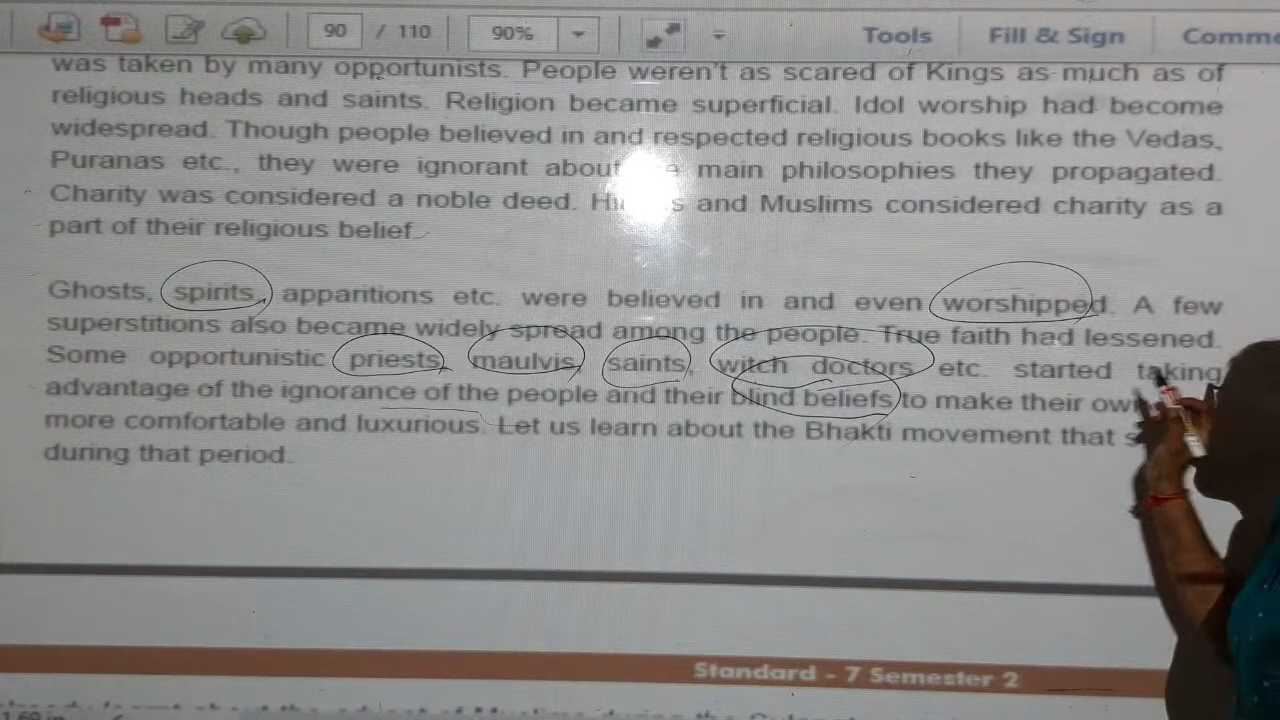 90 / 110 90% Tools Fill & Sign
was taken by many opportunists. People weren't as scared of Kings as much as of
religious heads and saints. Religion became superficial. Idol worship had become
widespread. Though people believed in and respected religious books like the Vedas,
Puranas etc., they were ignorant about main philosophies they propagated.
Charity was considered a noble deed. and Muslims considered charity as a
part of their religious belief.
Ghosts, spirits, apparitions etc. were believed in and even worshipped. A few
superstitions also became widely spread among the people. True faith had lessened.
Some opportunistic priests, maulvis, saints, witch doctors etc. started taking
advantage of the ignorance of the people and their blind beliefs to make their
more comfortable and luxurious. Let us learn about the Bhakti movement that
during that period.
Standard - 7 Semester 2